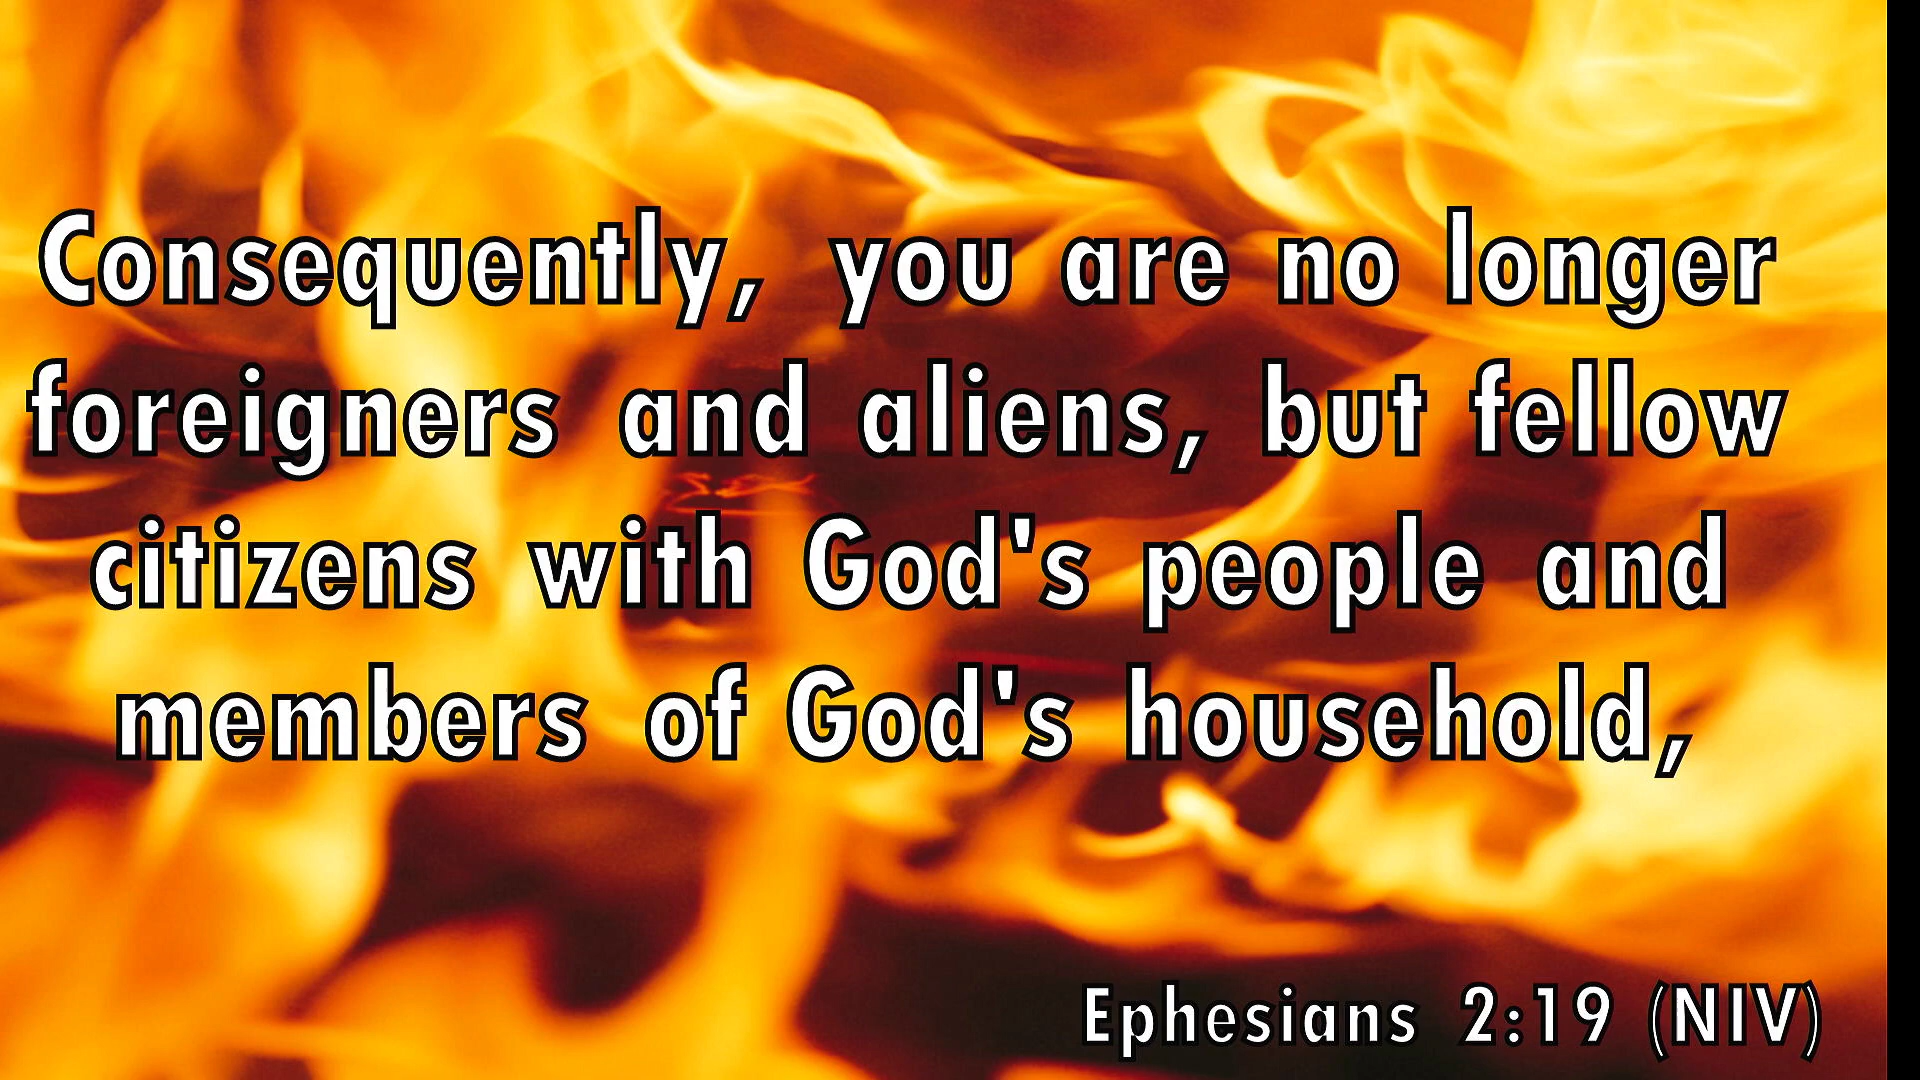 Consequently, you are no longer
foreigners and aliens, but fellow
citizens with God's people and
members of God's household,
Ephesians 2:19 (NIV)